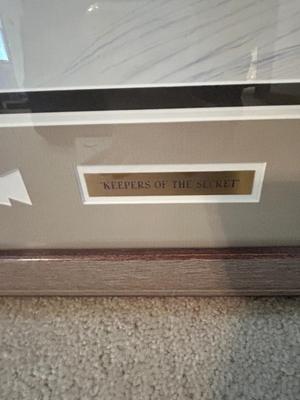 "KEEPERS OF THE SECRET"